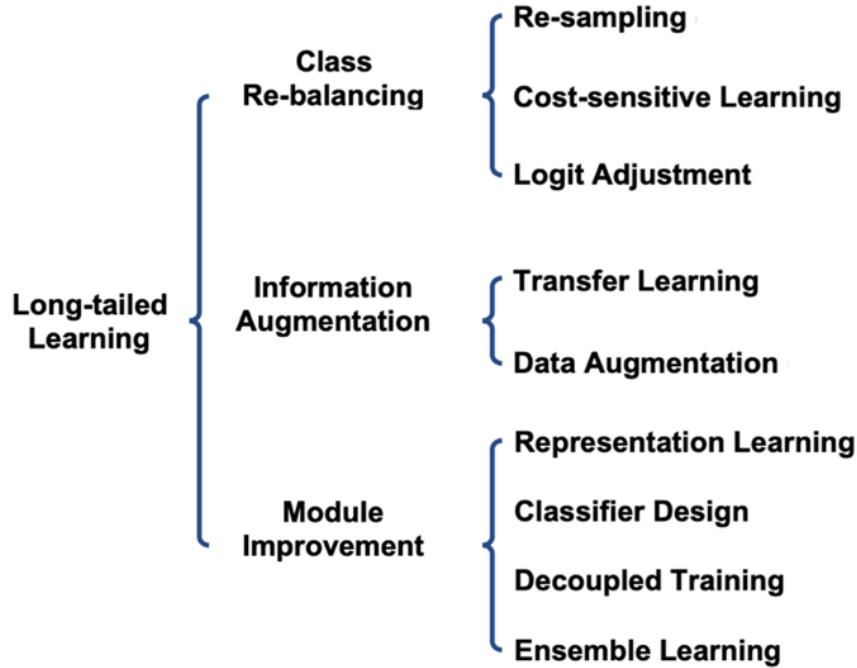 Long-tailed
Learning
Class
Re-balancing
Re-sampling
Cost-sensitive Learning
Logit Adjustment
Information
Augmentation
Transfer Learning
Data Augmentation
Module
Improvement
Representation Learning
Classifier Design
Decoupled Training
Ensemble Learning